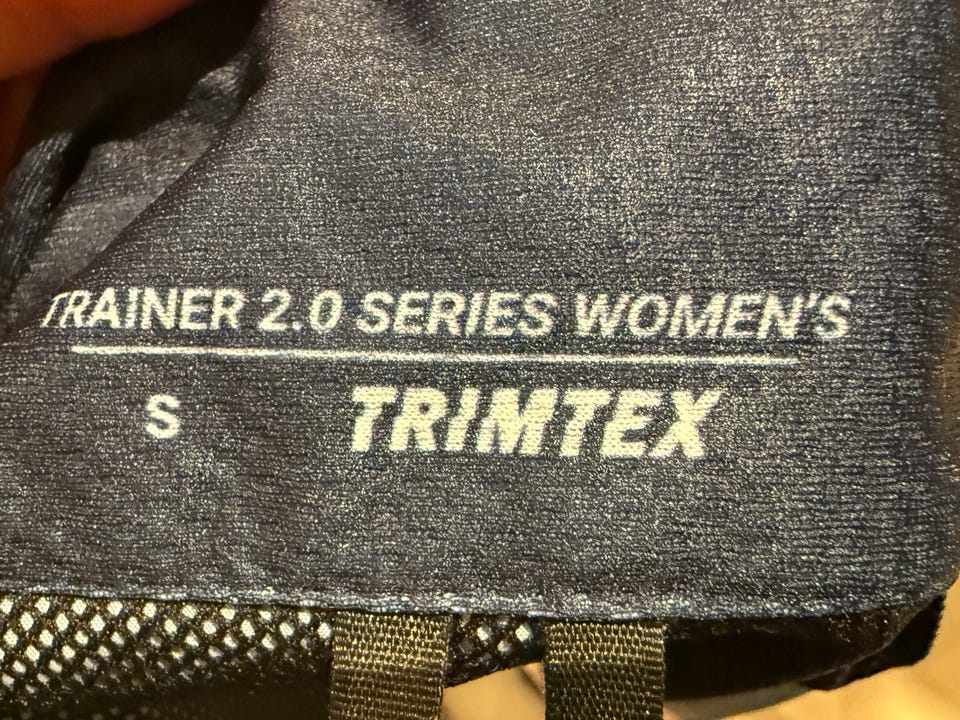 TRAINER 2.0 SERIES WOMEN'S
S TRIMTEX